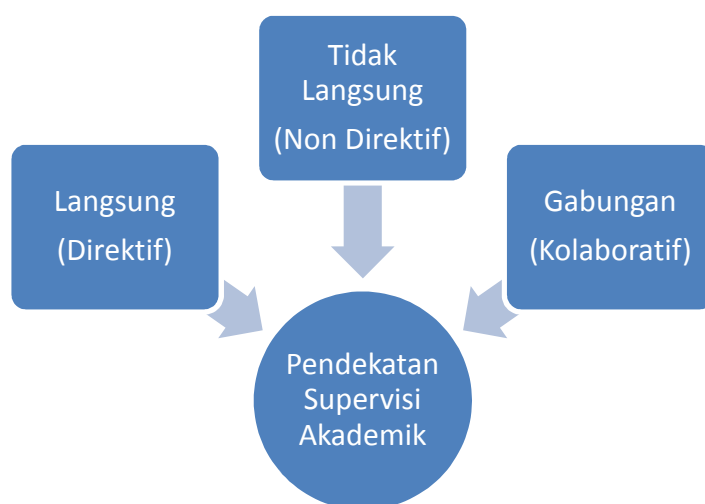 Tidak
Langsung
(Non Direktif)
Langsung
(Direktif)
Gabungan
(Kolaboratif)
Pendekatan
Supervisi
Akademik